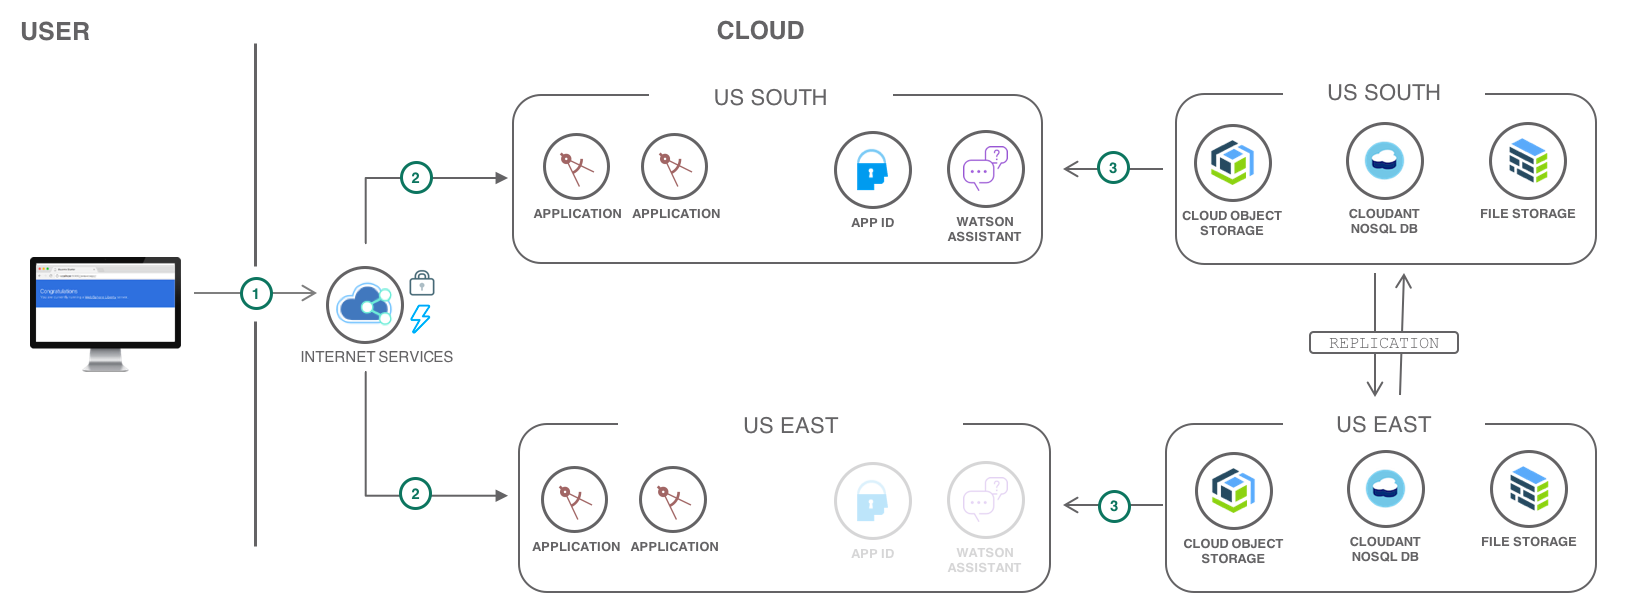 USER
CLOUD
US SOUTH
APPLICATION
APPLICATION
APP ID
WATSON
ASSISTANT
US SOUTH
CLOUD OBJECT
STORAGE
CLOUDANT
NOSQL DB
FILE STORAGE
2
3
?
1
Congratulations
INTERNET SERVICES
REPLICATION
US EAST
APPLICATION
APPLICATION
APP ID
WATSON
ASSISTANT
?
2
3
US EAST
CLOUD OBJECT
STORAGE
CLOUDANT
NOSQL DB
FILE STORAGE